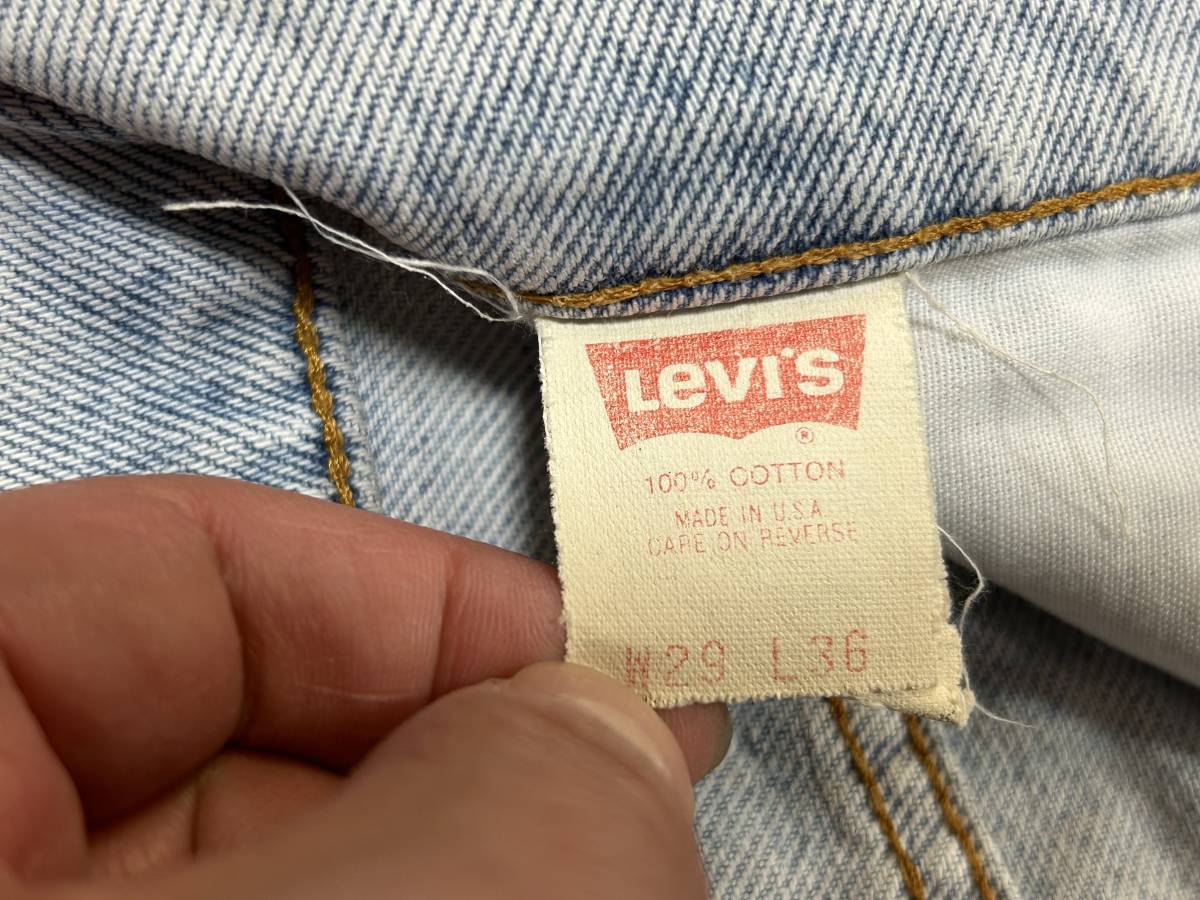 Levi's
®
100% COTTON
MADE IN U.S.A.
CARE ON REVERSE
W29 L36